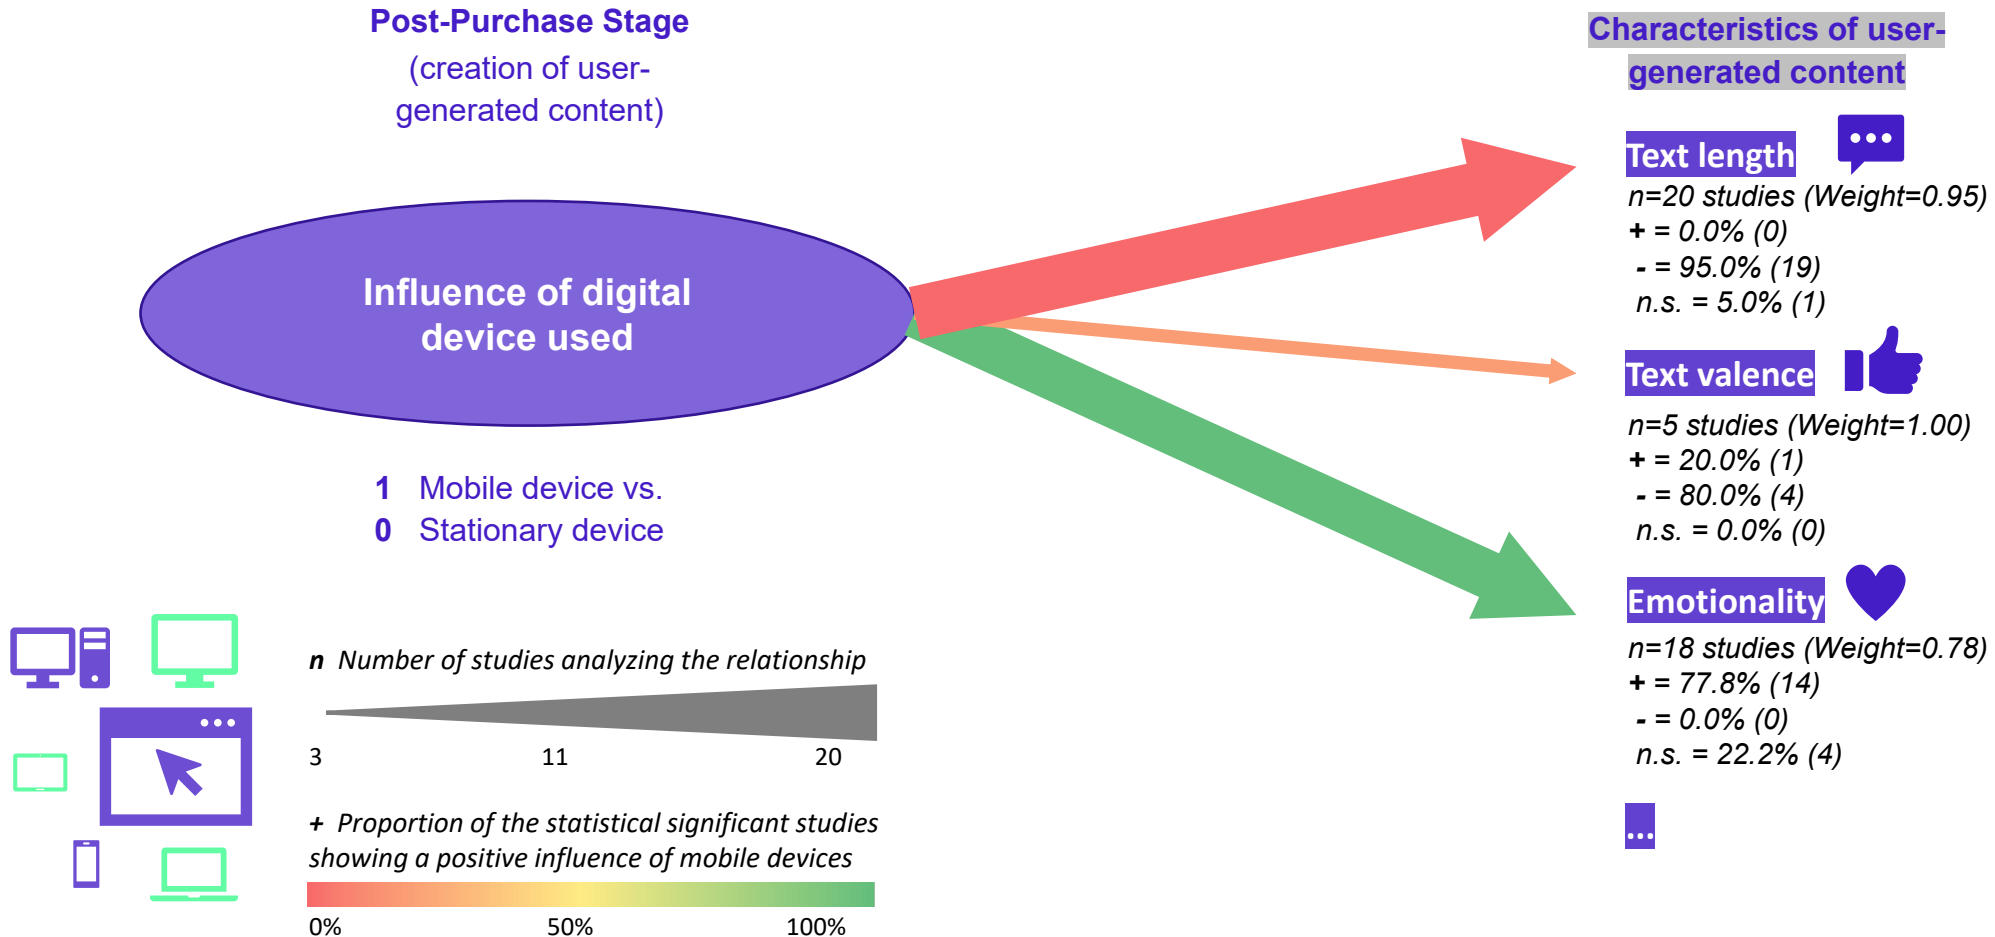 Post-Purchase Stage
(creation of user-
generated content)
Influence of digital
device used
1 Mobile device vs.
0 Stationary device
n Number of studies analyzing the relationship
3 11 20
+ Proportion of the statistical significant studies
showing a positive influence of mobile devices
0% 50% 100%
Characteristics of user-
generated content
Text length
n=20 studies (Weight=0.95)
+ = 0.0% (0)
- = 95.0% (19)
n.s. = 5.0% (1)
Text valence
n=5 studies (Weight=1.00)
+ = 20.0% (1)
- = 80.0% (4)
n.s. = 0.0% (0)
Emotionality
n=18 studies (Weight=0.78)
+ = 77.8% (14)
- = 0.0% (0)
n.s. = 22.2% (4)
...